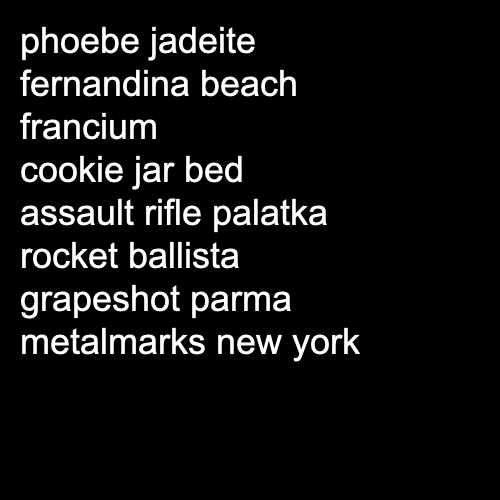 phoebe jadeite
fernandina beach
francium
cookie jar bed
assault rifle palatka
rocket ballista
grapeshot parma
metalmarks new york